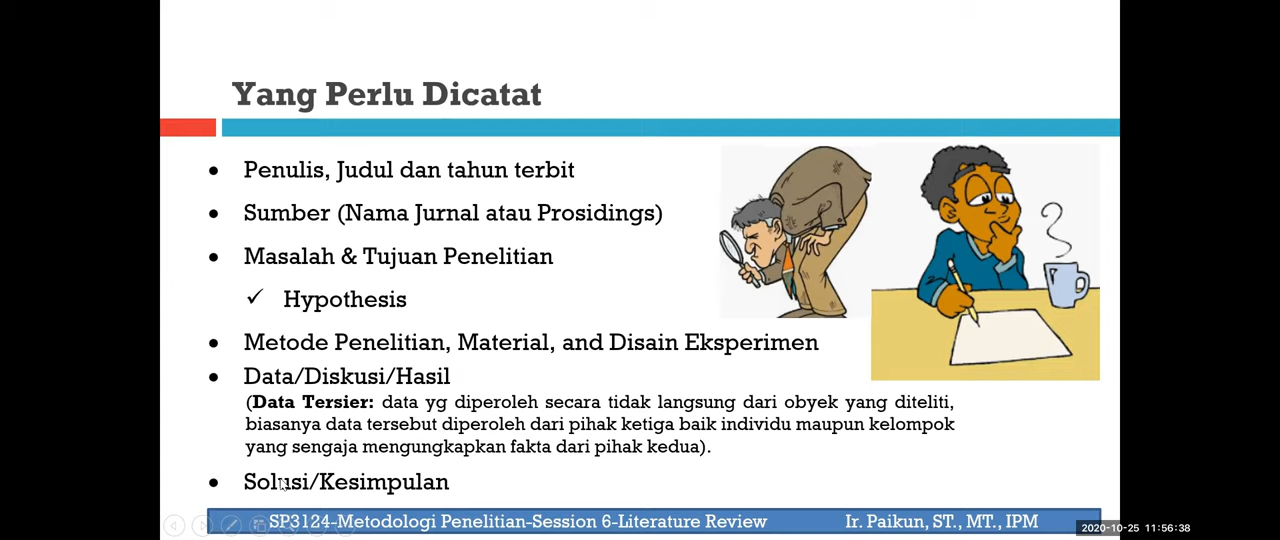 Yang Perlu Dicatat
• Penulis, Judul dan tahun terbit
• Sumber (Nama Jurnal atau Prosidings)
• Masalah & Tujuan Penelitian
✓ Hypothesis
• Metode Penelitian, Material, and Disain Eksperimen
• Data/Diskusi/Hasil
(Data Tersier: data yg diperoleh secara tidak langsung dari obyek yang diteliti,
biasanya data tersebut diperoleh dari pihak ketiga baik individu maupun kelompok
yang sengaja mengungkapkan fakta dari pihak kedua).
• Solusi/Kesimpulan
SP3124-Metodologi Penelitian-Session 6-Literature Review Ir. Paikun, ST., MT., IPM
2020-10-25 11:56:38